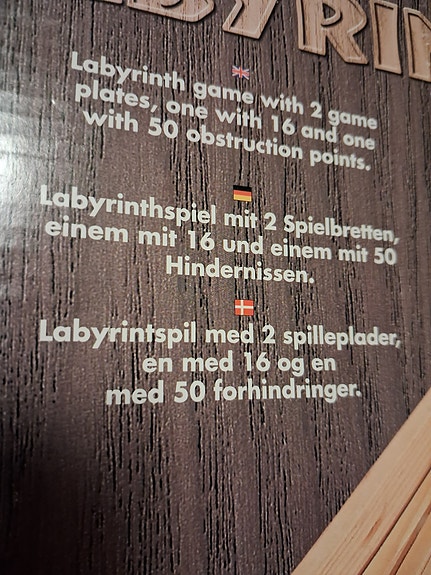 Labyrinth game with 2 game
plates, one with 16 and one
with 50 obstruction points.
Labyrinthspiel mit 2 Spielbretten,
einem mit 16 und einem mit 50
Hindernissen.
Labyrintspil med 2 spilleplader,
en med 16 og en
med 50 forhindringer.